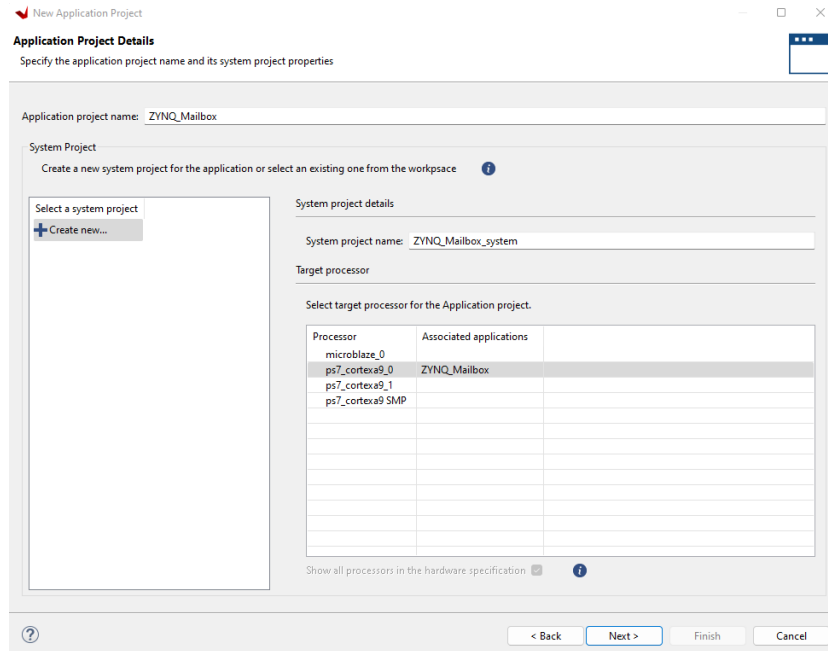 New Application Project
Application Project Details
Specify the application project name and its system project properties
Application project name: ZYNQ_Mailbox
System Project
Create a new system project for the application or select an existing one from the workpsace
Select a system project
Create new...
System project details
System project name: ZYNQ_Mailbox_system
Target processor
Select target processor for the Application project.
Processor Associated applications
microblaze_0
ps7_cortexa9_0 ZYNQ_Mailbox
ps7_cortexa9_1
ps7_cortexa9 SMP
Show all processors in the hardware specification
< Back Next > Finish Cancel